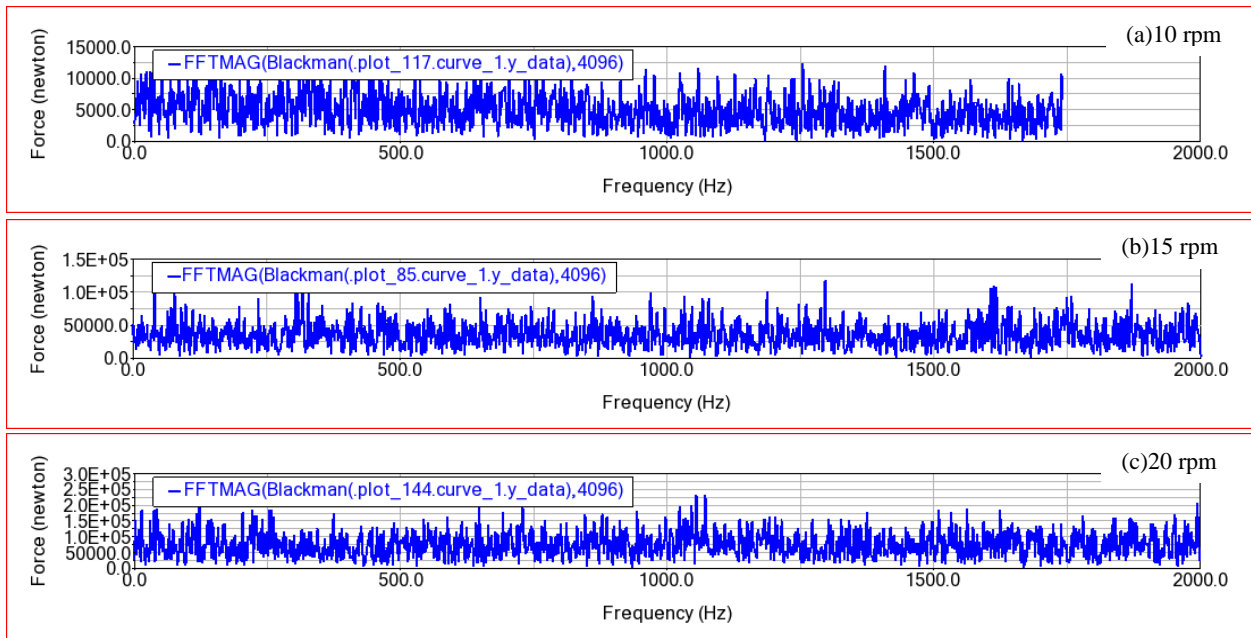 (a)10 rpm
Force (newton)
15000.0
10000.0
5000.0
0.0
FFTMAG(Blackman(.plot_117.curve_1.y_data),4096)
0.0 500.0 1000.0 1500.0 2000.0
Frequency (Hz)
(b)15 rpm
Force (newton)
1.5E+05
1.0E+05
50000.0
0.0
FFTMAG(Blackman(.plot_85.curve_1.y_data),4096)
0.0 500.0 1000.0 1500.0 2000.0
Frequency (Hz)
(c)20 rpm
Force (newton)
3.0E+05
2.5E+05
2.0E+05
1.5E+05
1.0E+05
50000.0
0.0
FFTMAG(Blackman(.plot_144.curve_1.y_data),4096)
0.0 500.0 1000.0 1500.0 2000.0
Frequency (Hz)